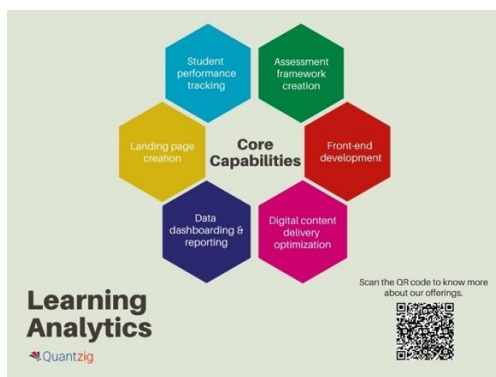 Student
performance
tracking
Assessment
framework
creation
Landing page
creation
Core
Capabilities
Front-end
development
Data
dashboarding &
reporting
Digital content
delivery
optimization
Scan the QR code to know more
about our offerings.
Learning
Analytics
Quantzig